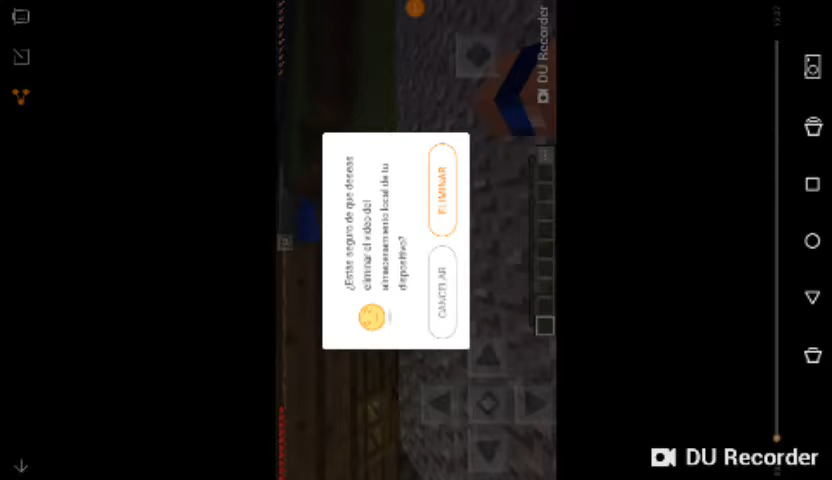 ¿Estás seguro de que deseas
eliminar el video del
almacenamiento local de tu
dispositivo?
CANCELAR
ELIMINAR
DU Recorder
DU Recorder